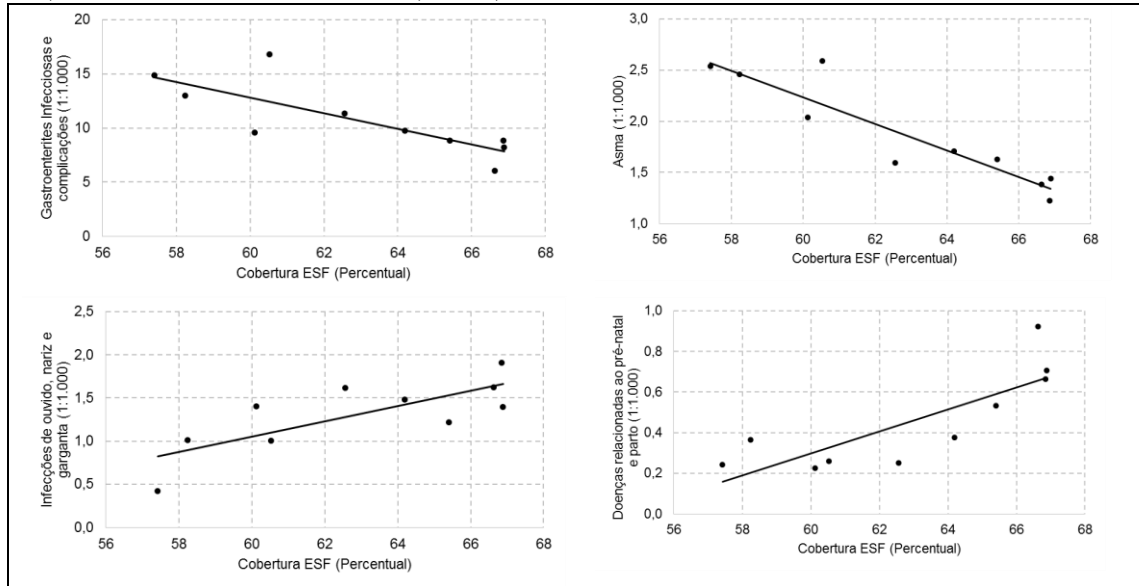 Gastroenterites Infecciosas e
complicações (1:1.000)
20
15
10
5
0
56 58 60 62 64 66 68
Cobertura ESF (Percentual)
Asma (1:1.000)
3,0
2,5
2,0
1,5
1,0
56 58 60 62 64 66 68
Cobertura ESF (Percentual)
Infecções de ouvido, nariz e
garganta (1:1.000)
2,5
2,0
1,5
1,0
0,5
0,0
56 58 60 62 64 66 68
Cobertura ESF (Percentual)
Doenças relacionadas ao pré-natal
e parto (1:1.000)
1,0
0,8
0,6
0,4
0,2
0,0
56 58 60 62 64 66 68
Cobertura ESF (Percentual)